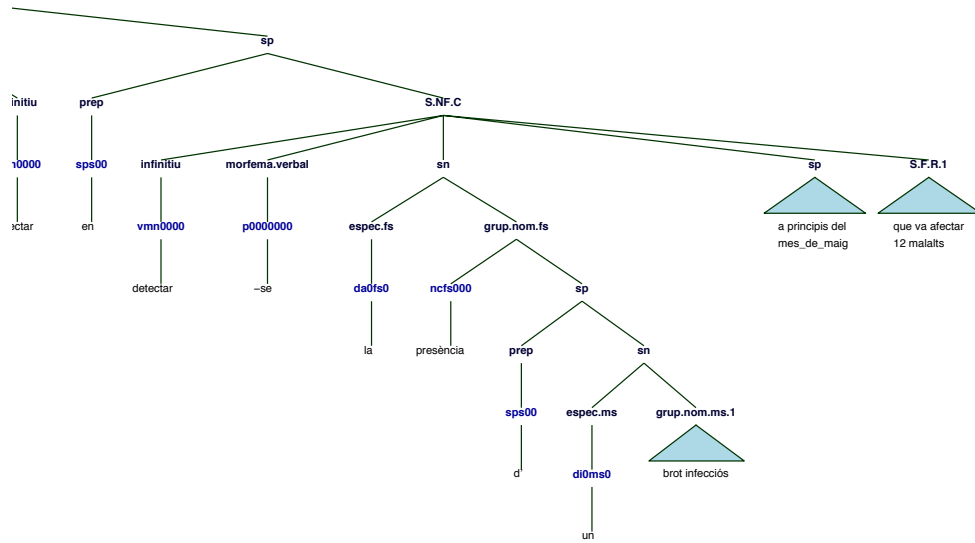 sp
prep
S.NF.C
sps00
infinitiu
morfema.verbal
sn
sp
S.F.R.1
en
vmn0000
p0000000
espec.fs
grup.nom.fs
a principis del
mes_de_maig
que va afectar
12 malalts
detectar
–se
da0fs0
ncfs000
sp
la
presència
prep
sn
sps00
espec.ms
grup.nom.ms.1
d'
di0ms0
brot infecciós
un